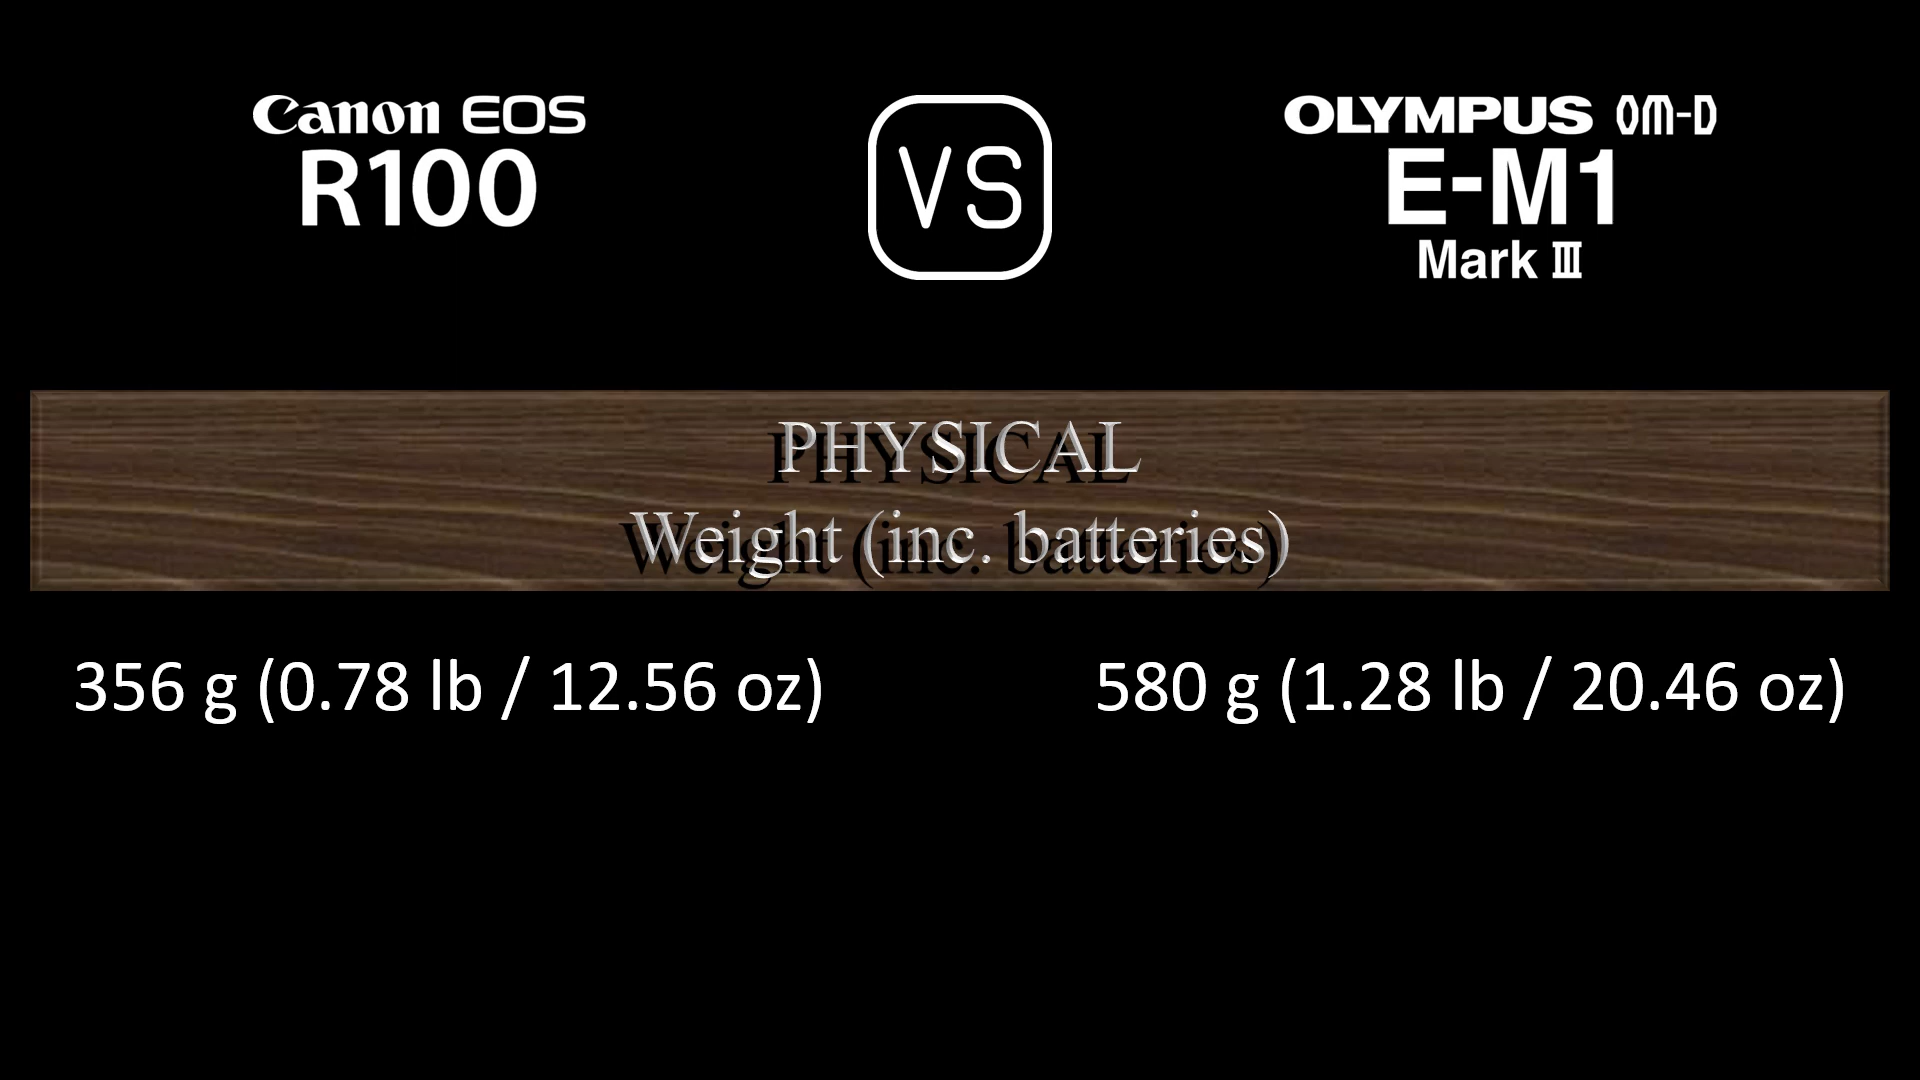 Canon EOS
R100
VS
OLYMPUS OM-D
E-M1
Mark III
PHYSICAL
Weight (inc. batteries)
356 g (0.78 lb / 12.56 oz)
580 g (1.28 lb / 20.46 oz)